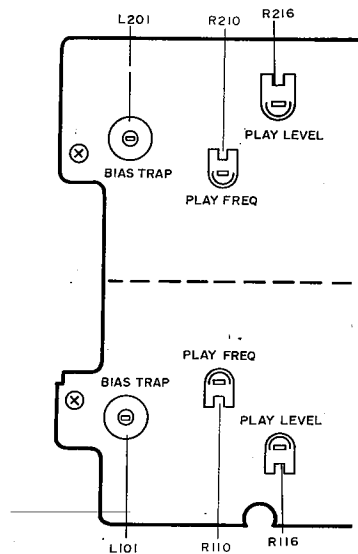 L201
R210
R216
PLAY LEVEL
BIAS TRAP
PLAY FREQ
PLAY FREQ
BIAS TRAP
PLAY LEVEL
L101
R110
R116